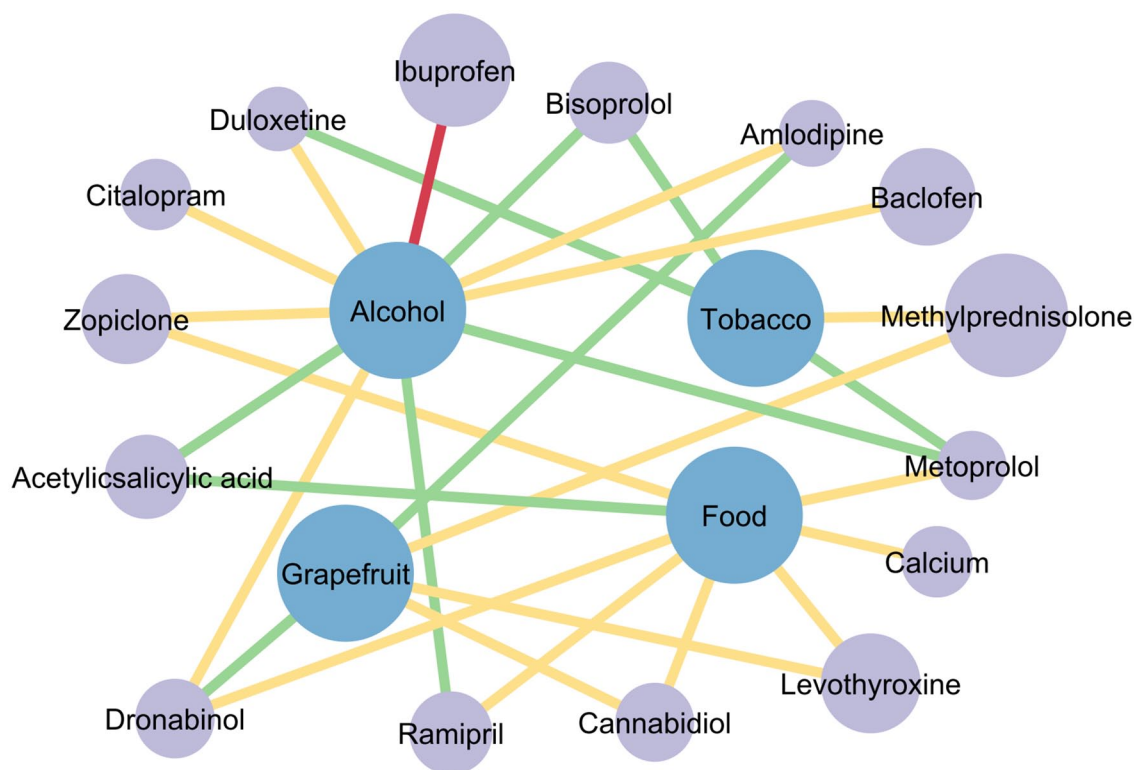 Ibuprofen
Bisoprolol
Duloxetine
Amlodipine
Citalopram
Baclofen
Alcohol
Tobacco
Methylprednisolone
Zopiclone
Metoprolol
Acetylicsalicylic acid
Food
Calcium
Grapefruit
Levothyroxine
Dronabinol
Ramipril
Cannabidiol